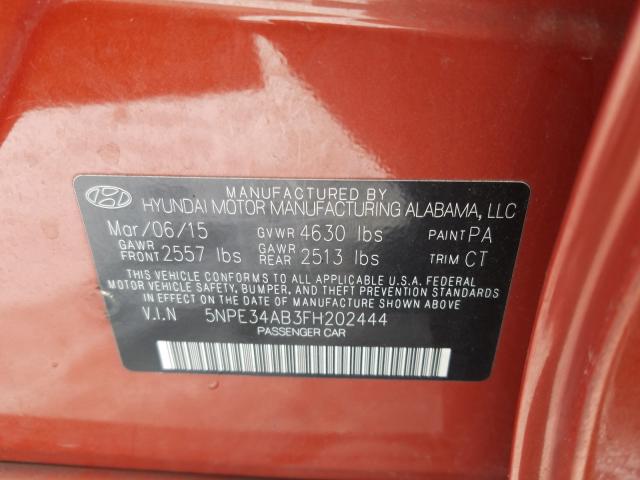 MANUFACTURED BY
HYUNDAI MOTOR MANUFACTURING ALABAMA, LLC
Mar/06/15 GVWR 4630 lbs PAINT PA
GAWR FRONT 2557 lbs GAWR REAR 2513 lbs TRIM CT
THIS VEHICLE CONFORMS TO ALL APPLICABLE U.S.A. FEDERAL
MOTOR VEHICLE SAFETY, BUMPER, AND THEFT PREVENTION
STANDARDS IN EFFECT ON THE DATE OF MANUFACTURE SHOWN ABOVE.
V.I.N 5NPE34AB3FH202444
PASSENGER CAR